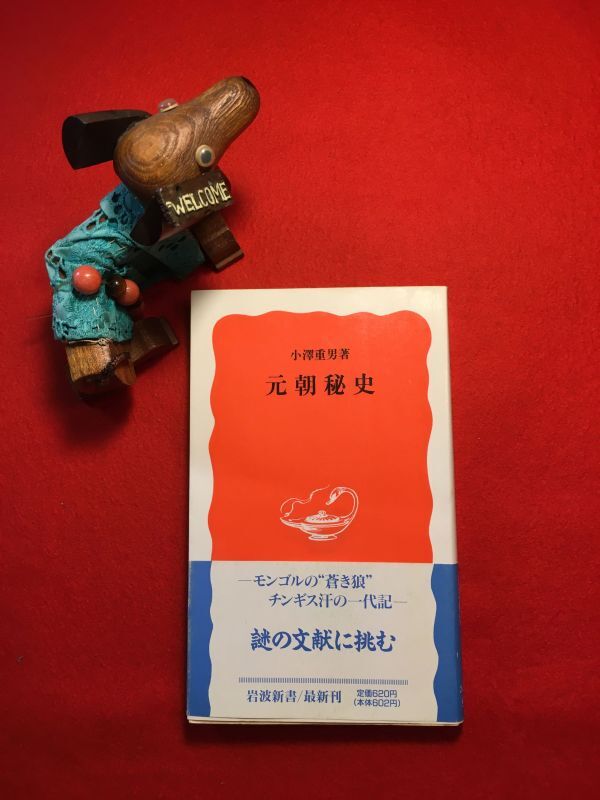 WELCOME
小澤重男著
元朝秘史
—モンゴルの“蒼き狼”
チンギス汗の一代記—
謎の文献に挑む
岩波新書/最新刊
定価620円
(本体602円)